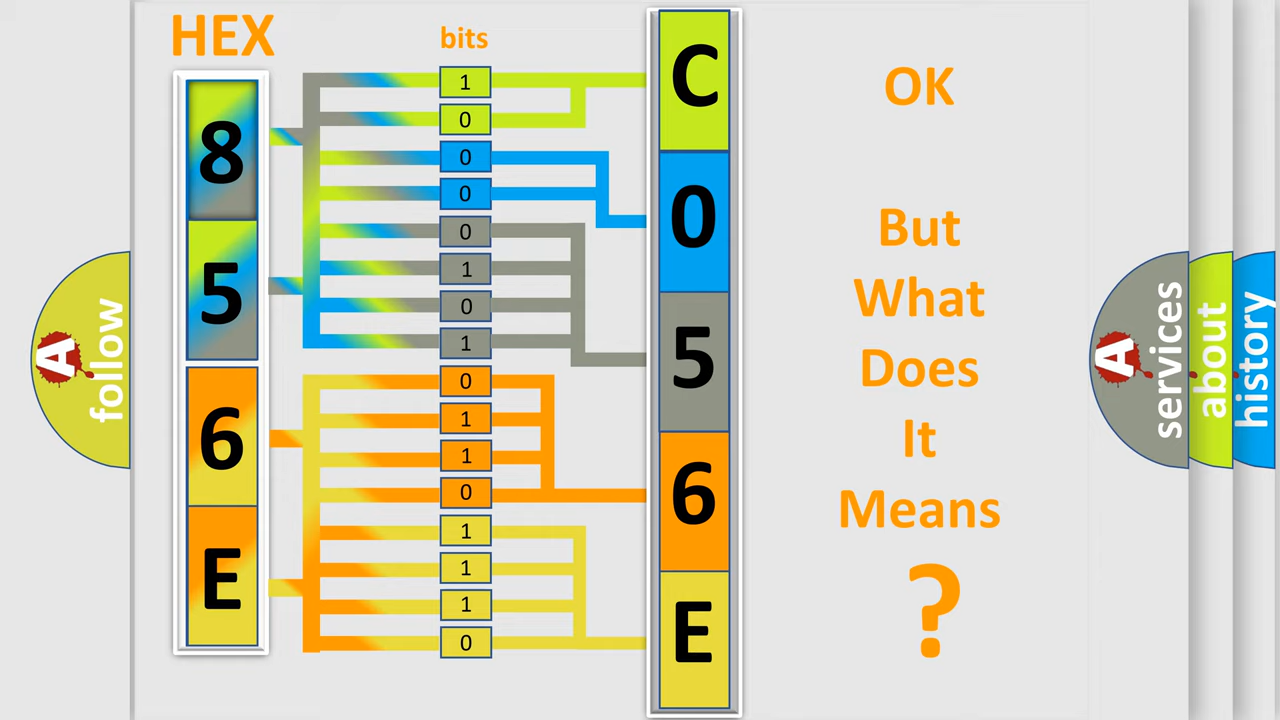 HEX
8
5
6
E
bits
1
0
0
0
0
1
0
1
0
1
1
0
1
1
1
0
C
0
5
6
E
OK
But
What
Does
It
Means
?
A
follow
A
services
about
history